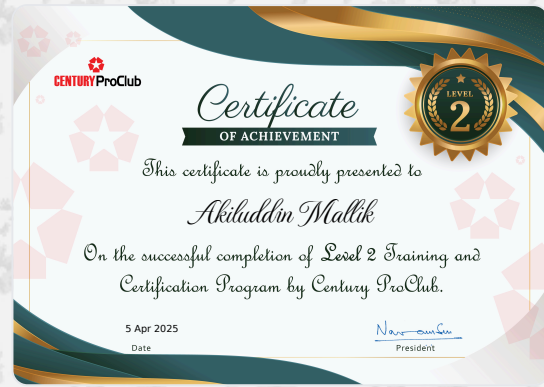 CENTURY ProClub
Certificate
OF ACHIEVEMENT
LEVEL
2
This certificate is proudly presented to
Akiluddin Mallik
On the successful completion of Level 2 Training and
Certification Program by Century ProClub.
5 Apr 2025
Date
President